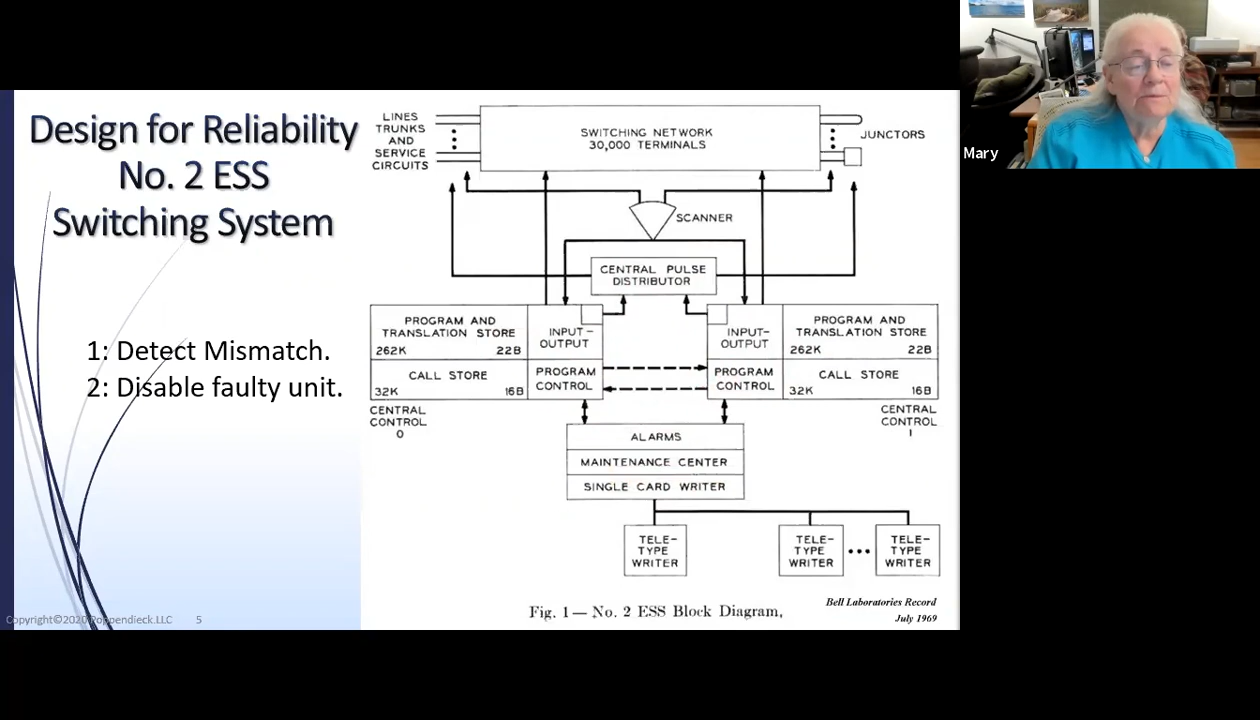 Design for Reliability
No. 2 ESS
Switching System
1: Detect Mismatch.
2: Disable faulty unit.
Copyright©2020 Poppendieck.LLC 5
LINES
TRUNKS
AND
SERVICE
CIRCUITS
SWITCHING NETWORK
30,000 TERMINALS
JUNCTORS
SCANNER
CENTRAL PULSE
DISTRIBUTOR
PROGRAM AND
TRANSLATION STORE
262K 22B
INPUT-
OUTPUT
CALL STORE
32K 16B
PROGRAM
CONTROL
CENTRAL
CONTROL
0
INPUT-
OUTPUT
PROGRAM AND
TRANSLATION STORE
262K 22B
PROGRAM
CONTROL
CALL STORE
32K 16B
CENTRAL
CONTROL
1
ALARMS
MAINTENANCE CENTER
SINGLE CARD WRITER
TELE-
TYPE
WRITER
TELE-
TYPE
WRITER
TELE-
TYPE
WRITER
Fig. 1—No. 2 ESS Block Diagram,
Bell Laboratories Record
July 1969
Mary